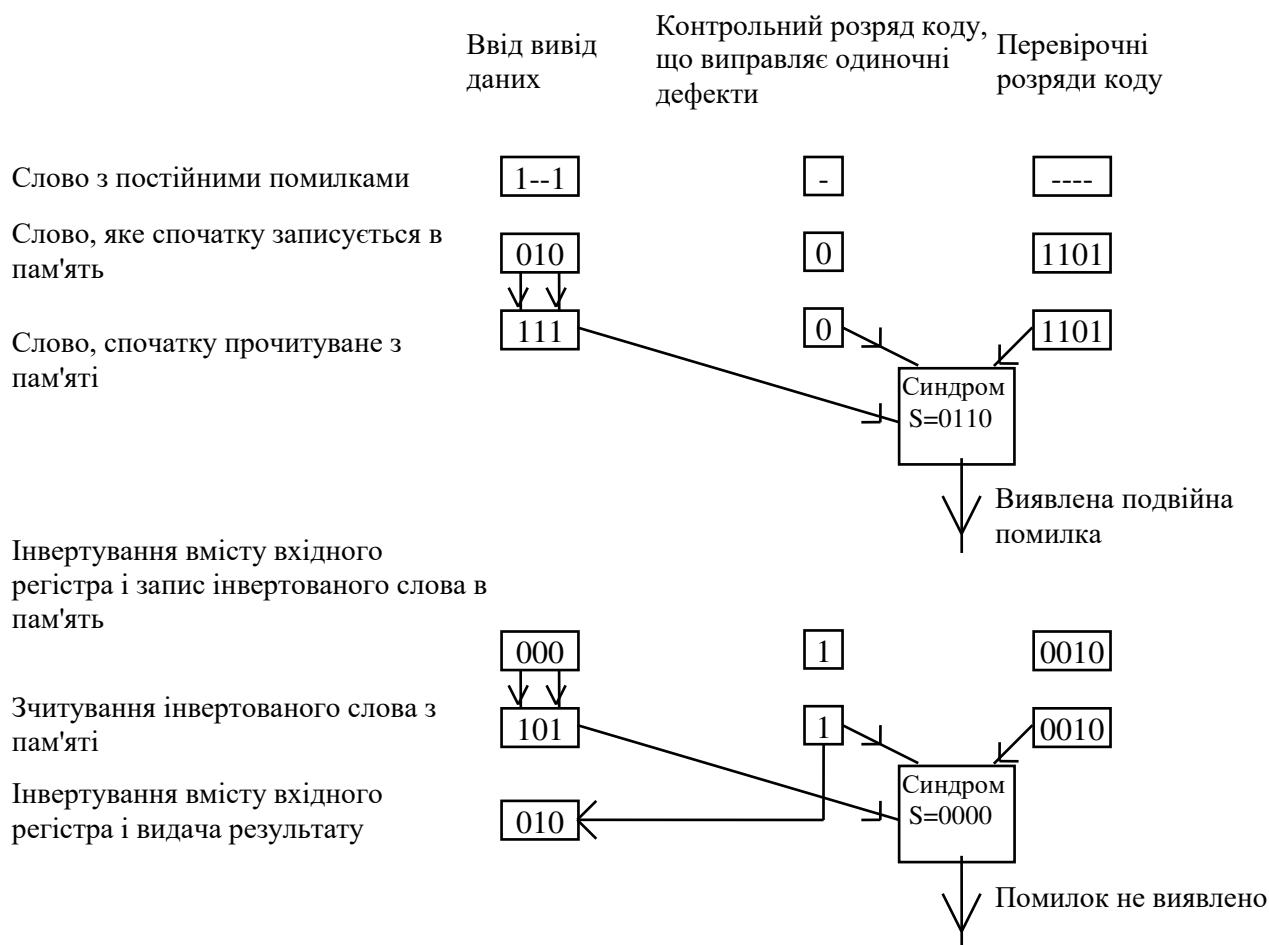 Ввід вивід
даних
Контрольний розряд коду,
що виправляє одиночні
дефекти
Перевірочні
розряди коду
Слово з постійними помилками
1--1
-
----
Слово, яке спочатку записується в
пам'ять
010
0
1101
Слово, спочатку прочитуване з
пам'яті
111
0
1101
Синдром
S=0110
Виявлена подвійна
помилка
Інвертування вмісту вхідного
регістра і запис інвертованого слова в
пам'ять
000
1
0010
Зчитування інвертованого слова з
пам'яті
101
1
0010
Синдром
S=0000
Інвертування вмісту вхідного
регістра і видача результату
010
Помилок не виявлено